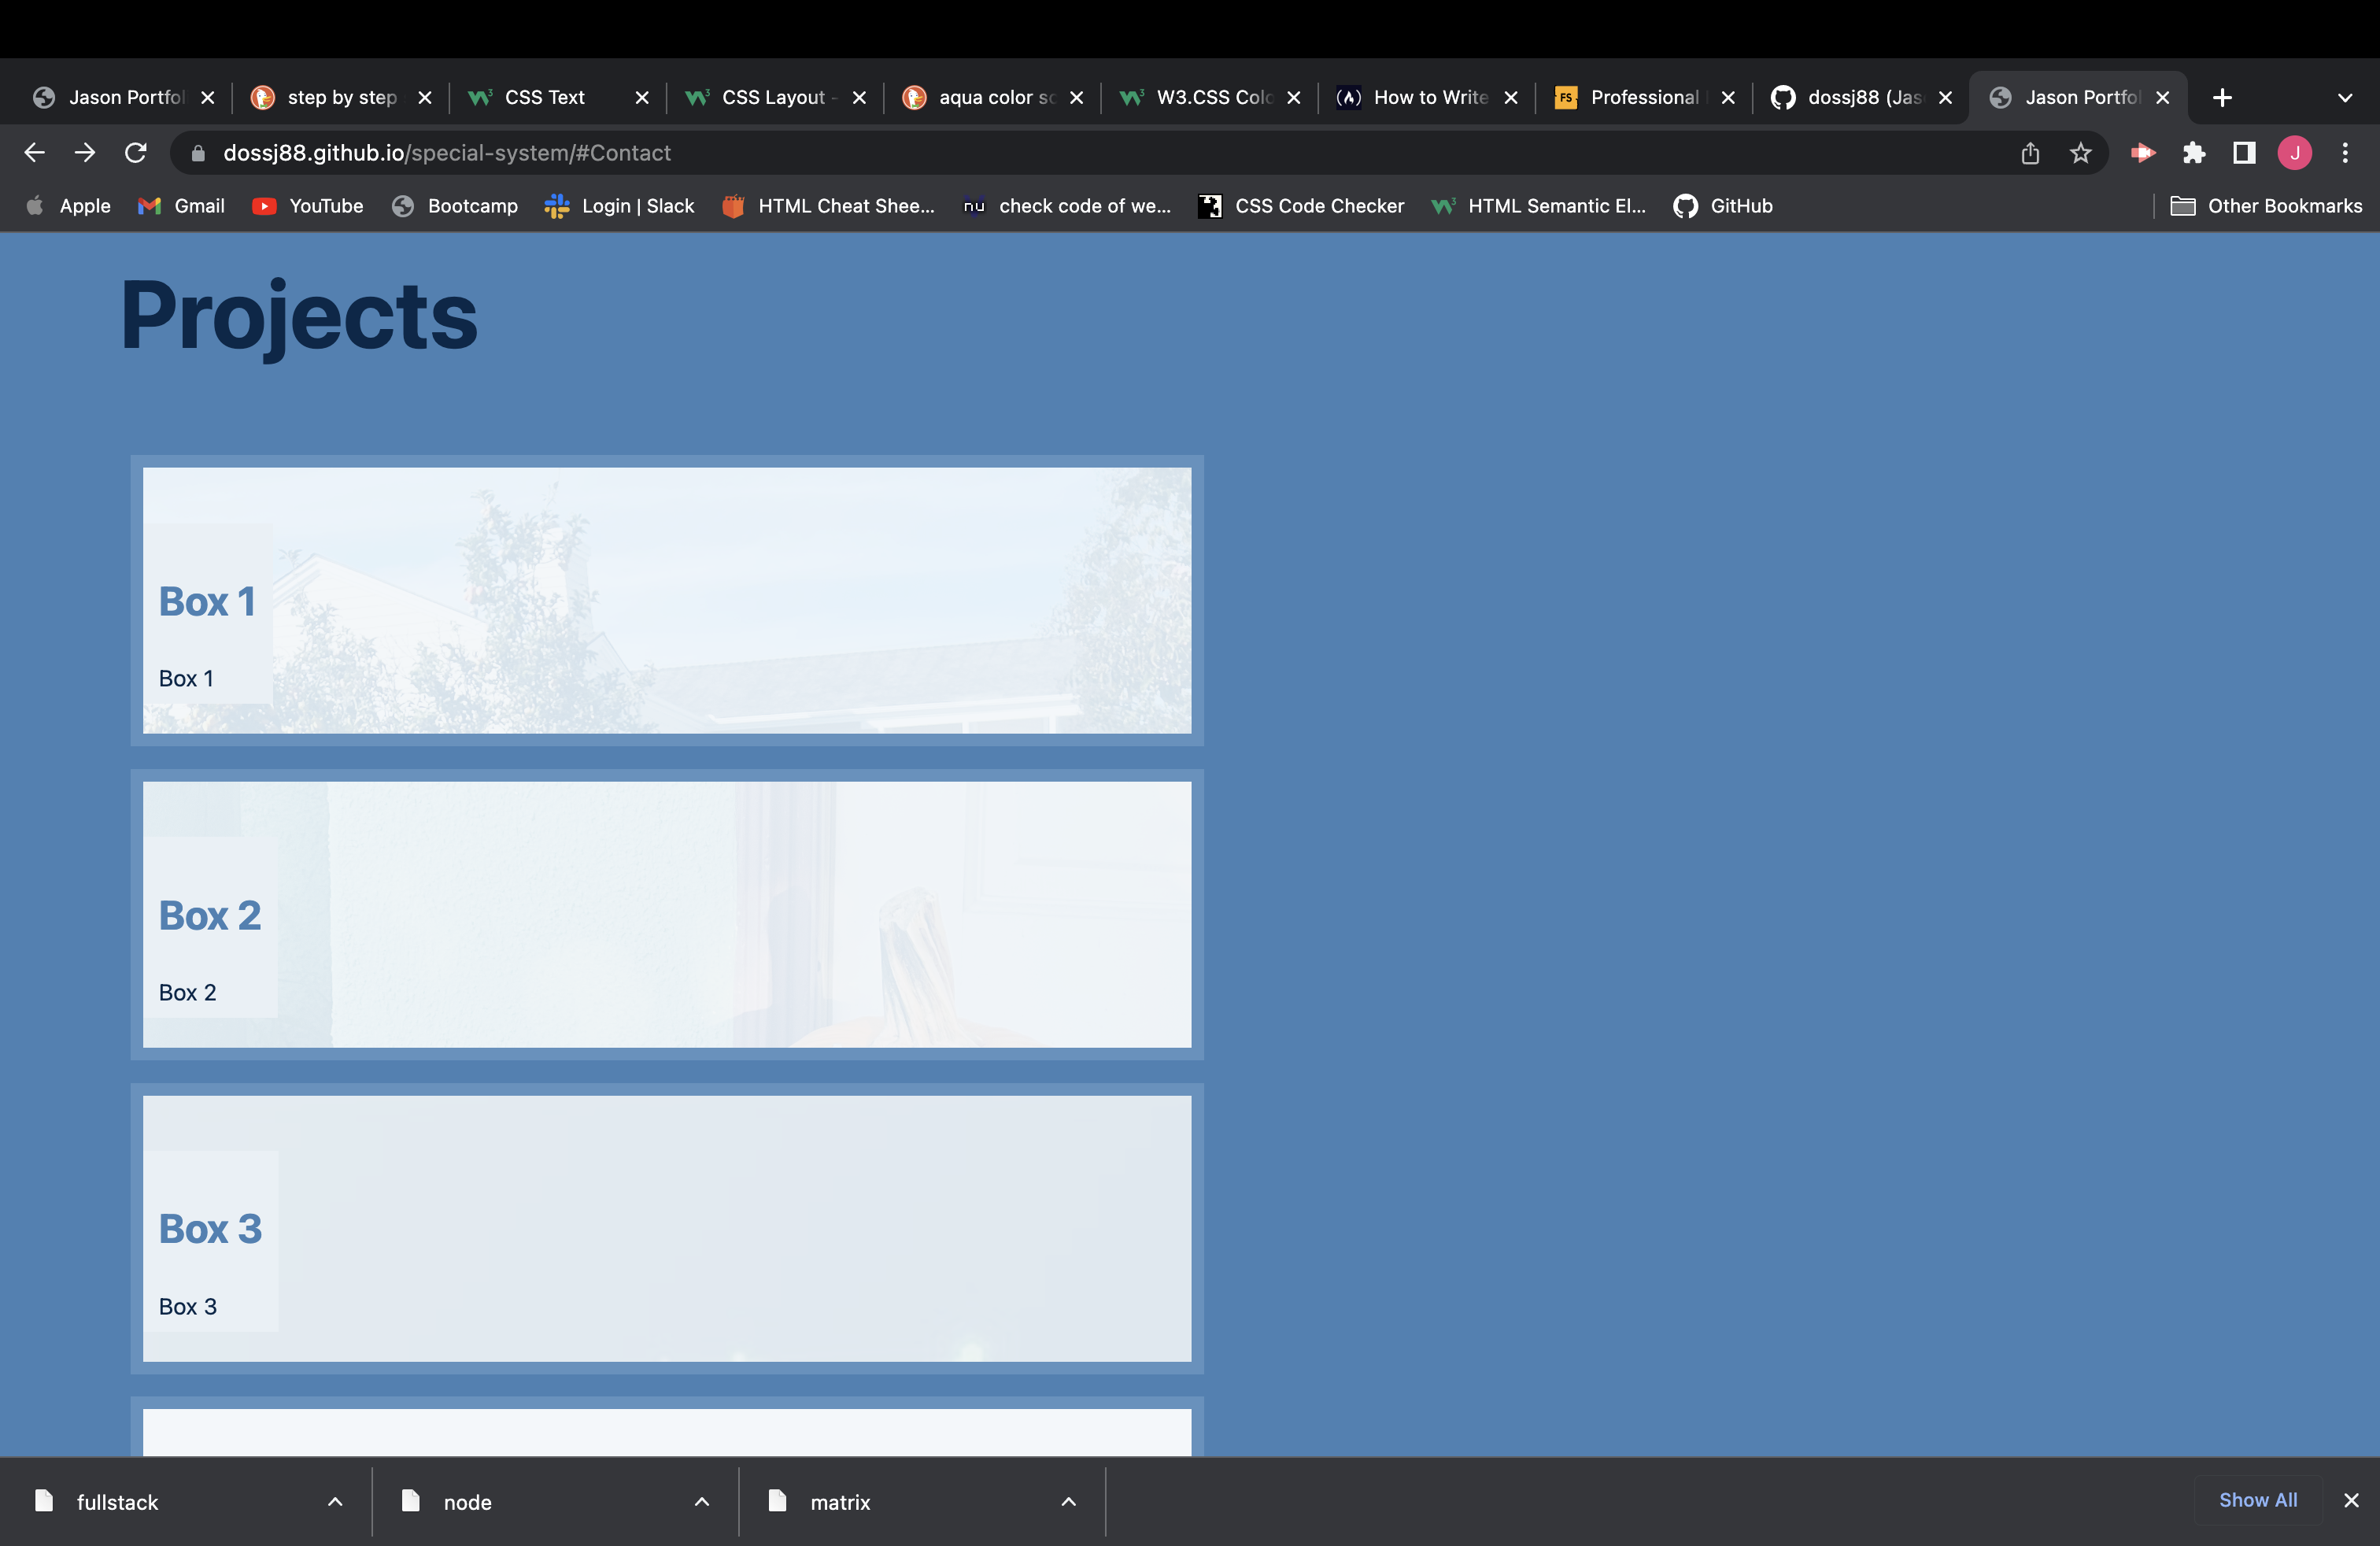 Jason Portfol
step by step
CSS Text
CSS Layout -
aqua color sc
W3.CSS Colo
How to Write
FS
Professional
dossj88 (Jas
Jason Portfol
dossj88.github.io/special-system/#Contact
J
Apple
Gmail
YouTube
Bootcamp
Login | Slack
HTML Cheat Shee...
nu
check code of we...
CSS Code Checker
HTML Semantic El...
GitHub
Other Bookmarks
Projects
Box 1
Box 1
Box 2
Box 2
Box 3
Box 3
fullstack
node
matrix
Show All